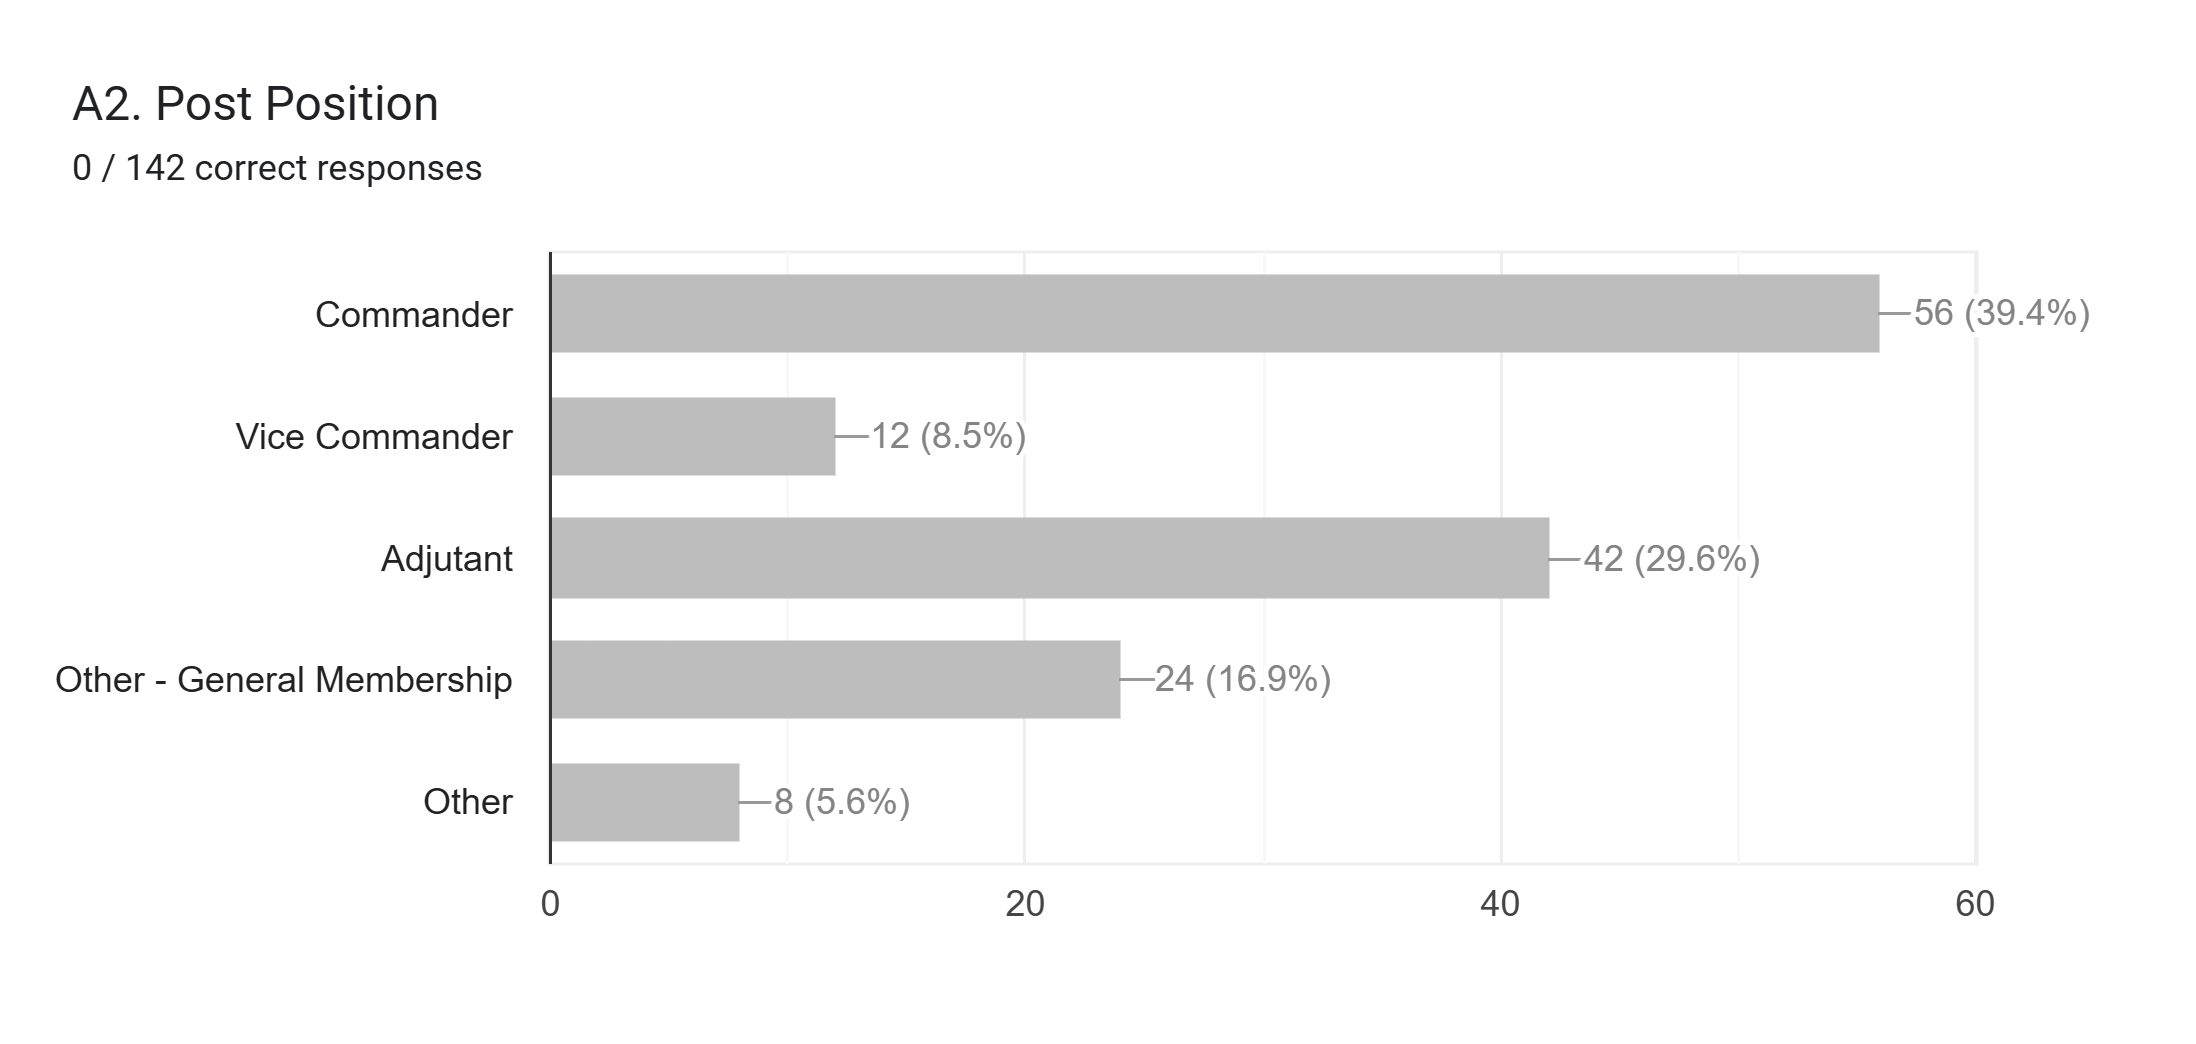 A2. Post Position
0 / 142 correct responses
Commander 56 (39.4%)
Vice Commander 12 (8.5%)
Adjutant 42 (29.6%)
Other - General Membership 24 (16.9%)
Other 8 (5.6%)
0 20 40 60